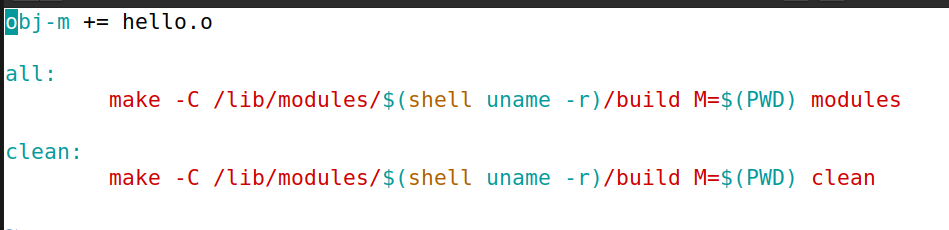 obj-m += hello.o
all:
make -C /lib/modules/$(shell uname -r)/build M=$(PWD) modules
clean:
make -C /lib/modules/$(shell uname -r)/build M=$(PWD) clean